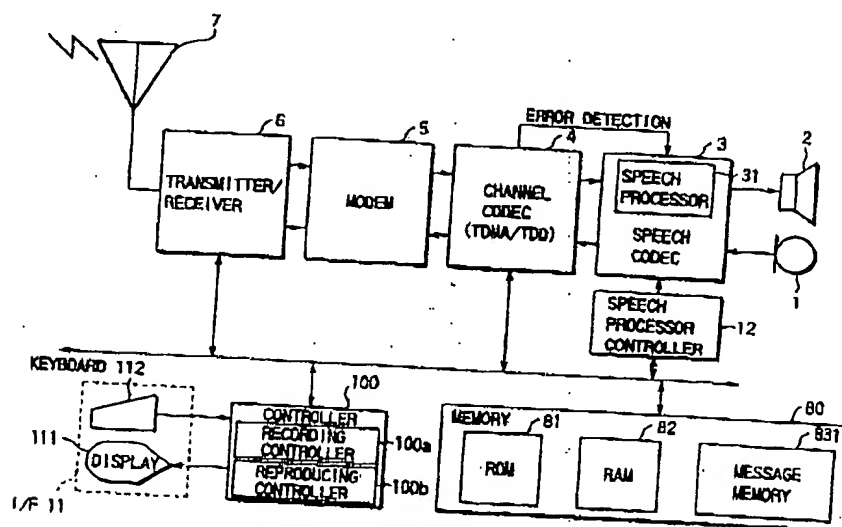 7
6
5
ERROR DETECTION
4
3
2
TRANSMITTER/
RECEIVER
MODEM
CHANNEL
CODEC
(TDMA/TDD)
SPEECH
PROCESSOR
31
SPEECH
CODEC
1
SPEECH
PROCESSOR
CONTROLLER
12
KEYBOARD 112
100
CONTROLLER
RECORDING
CONTROLLER
100a
REPRODUCING
CONTROLLER
100b
111
DISPLAY
I/F 11
MEMORY
80
81
ROM
82
RAM
831
MESSAGE
MEMORY